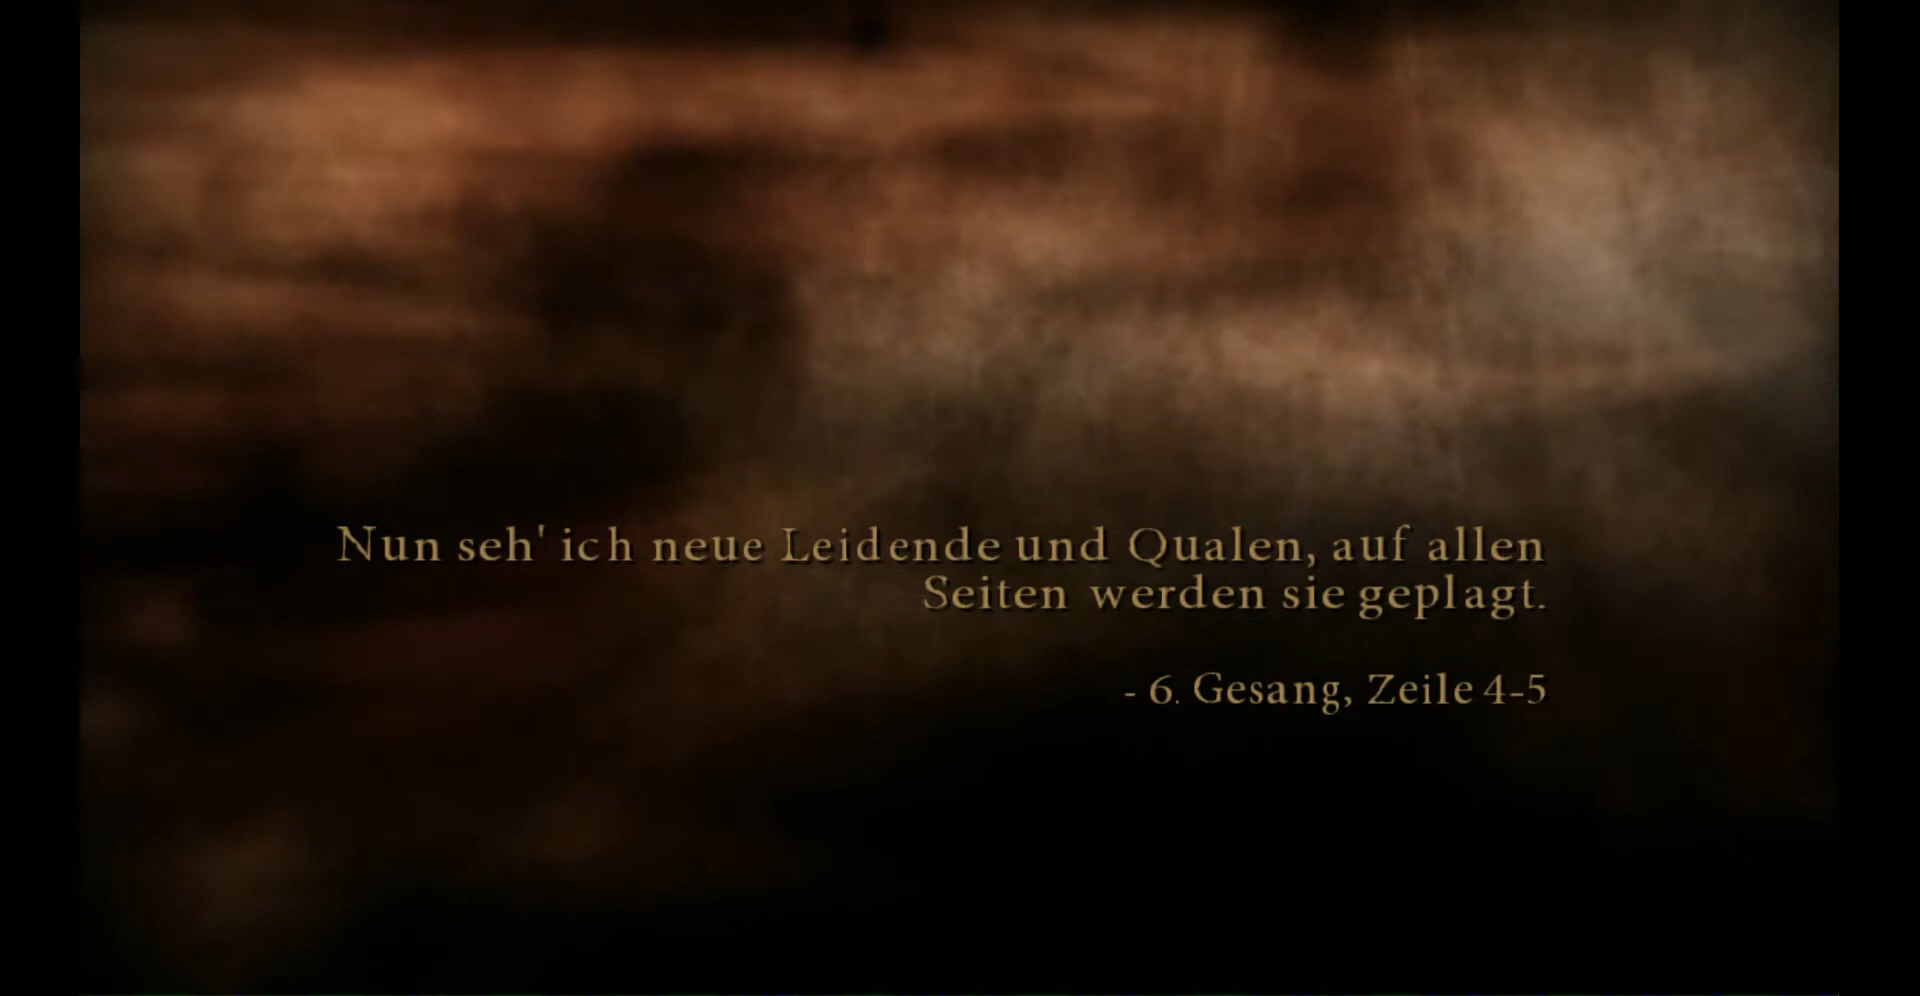 Nun seh' ich neue Leidende und Qualen, auf allen
Seiten werden sie geplagt.
- 6. Gesang, Zeile 4-5